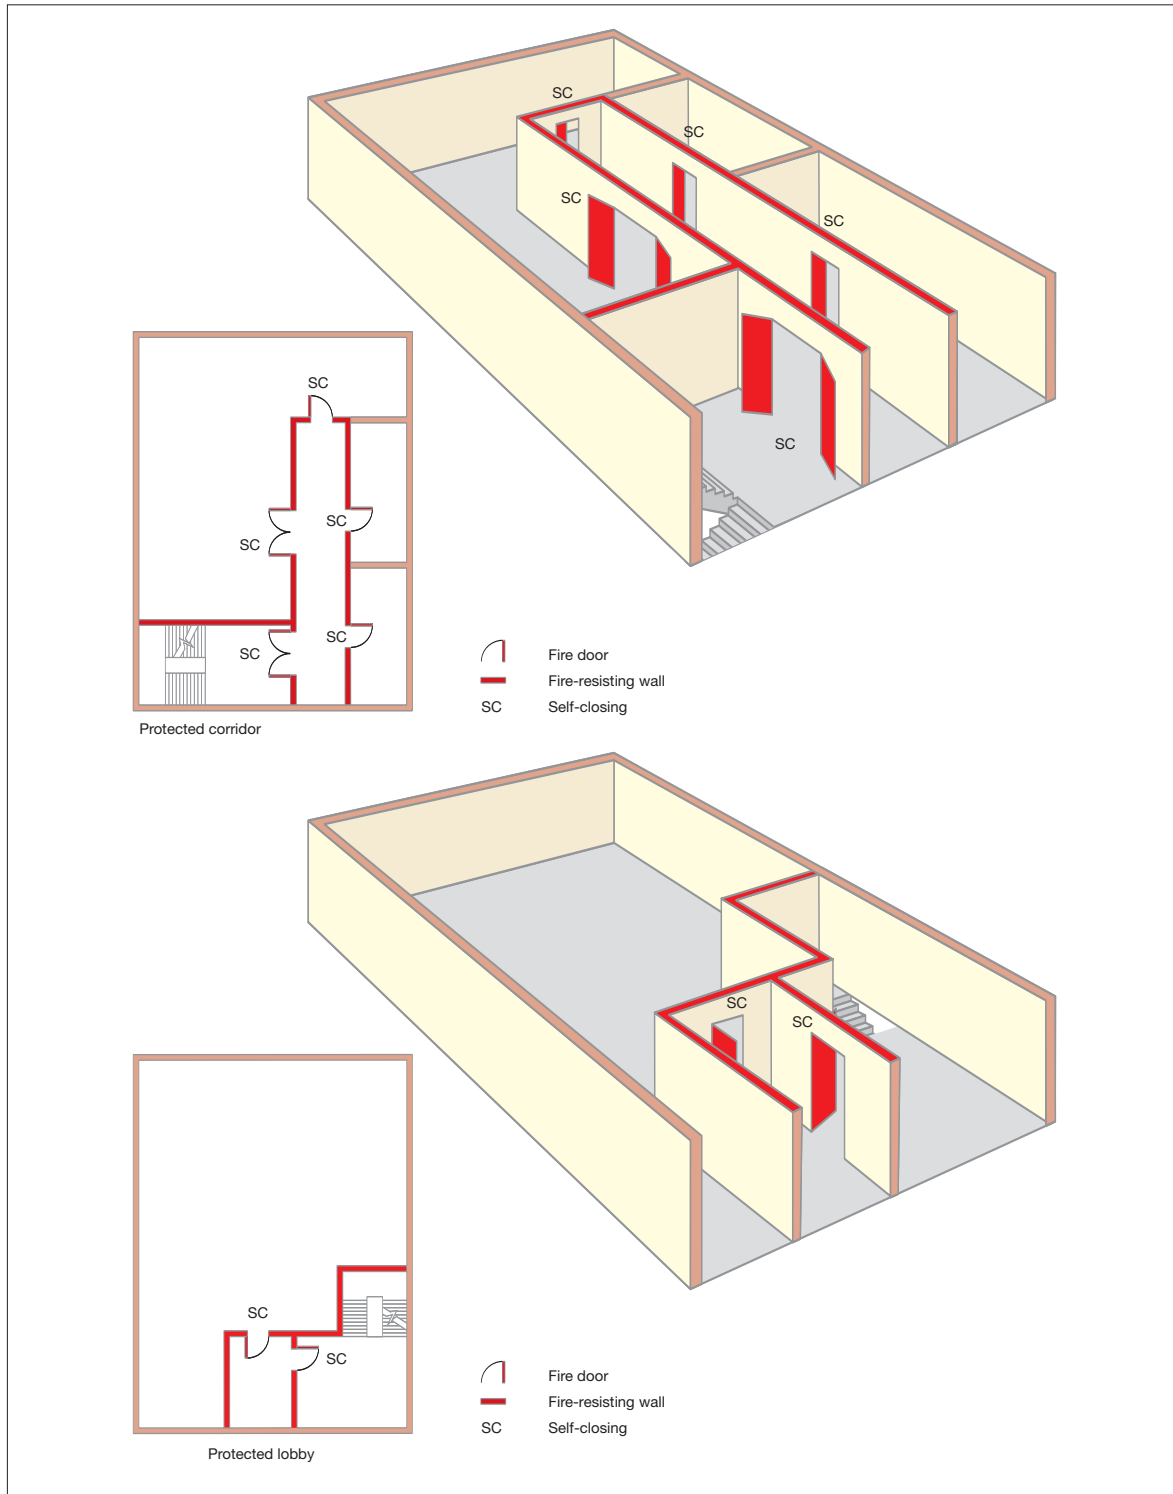 SC
SC
SC
SC
SC
SC
SC
SC
SC
SC
Fire door
Fire-resisting wall
SC Self-closing
Protected corridor
SC
SC
SC
SC
Fire door
Fire-resisting wall
SC Self-closing
Protected lobby